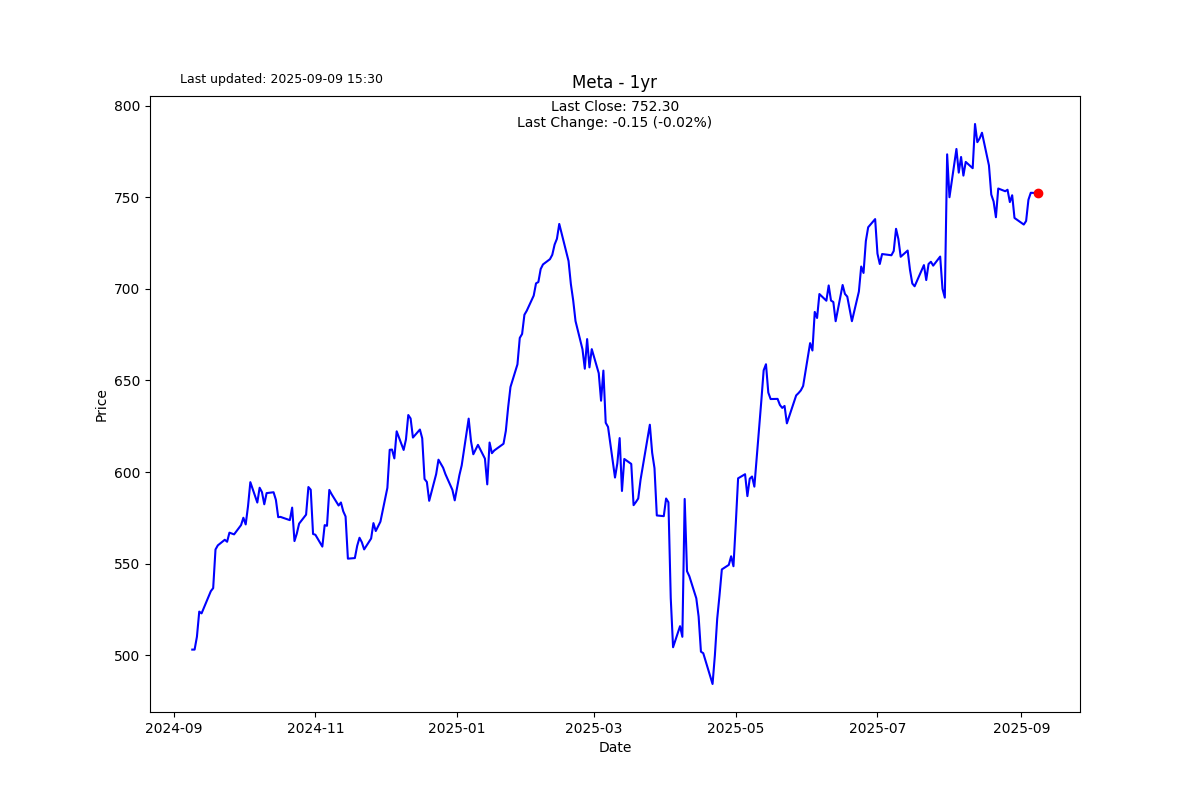 Last updated: 2025-09-09 15:30
Meta - 1yr
Last Close: 752.30
Last Change: -0.15 (-0.02%)
Price
800
750
700
650
600
550
500
2024-09
2024-11
2025-01
2025-03
2025-05
2025-07
2025-09
Date